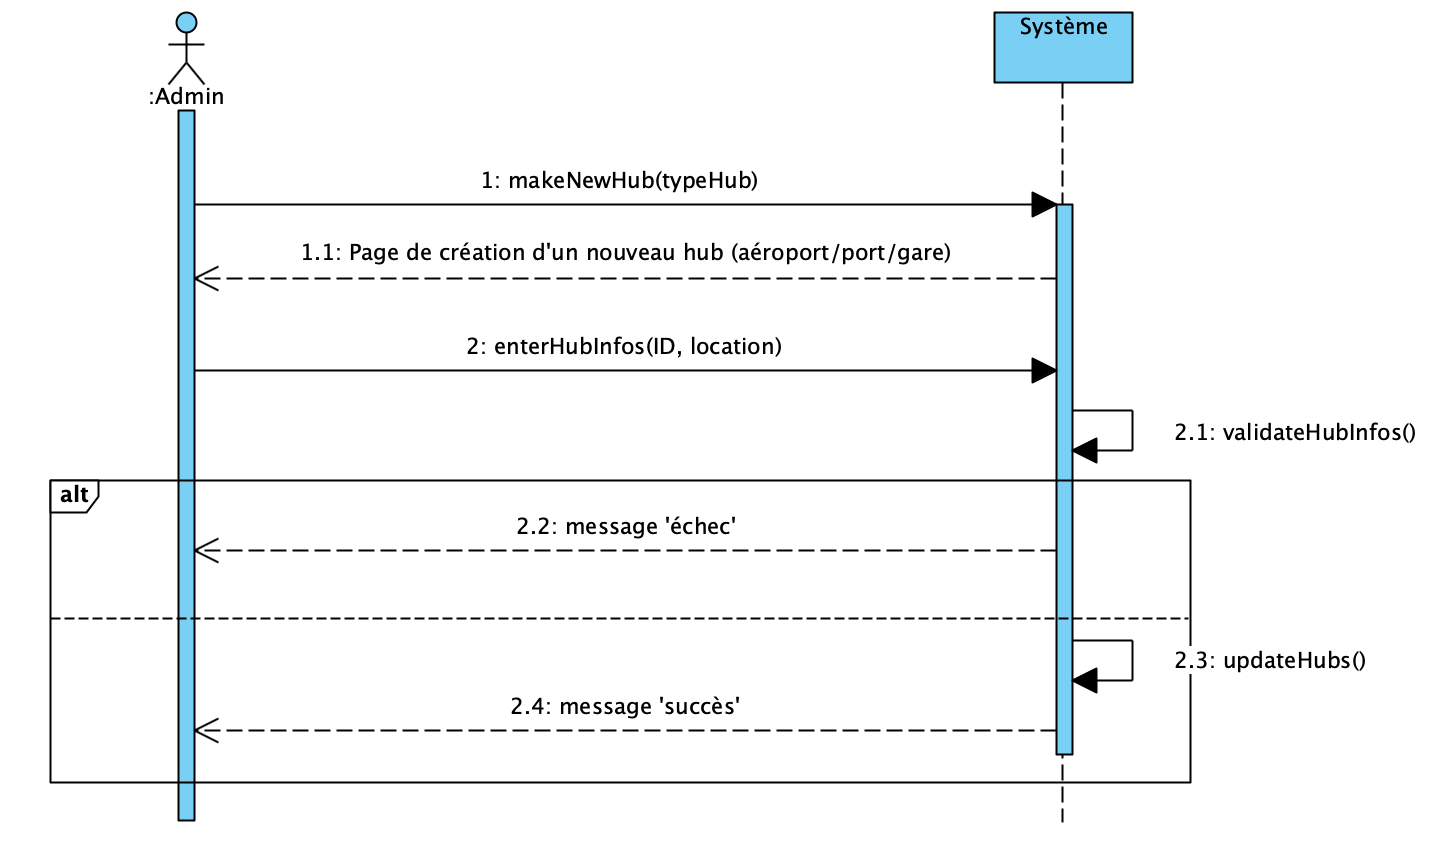 Système
:Admin
1: makeNewHub(typeHub)
1.1: Page de création d'un nouveau hub (aéroport/port/gare)
2: enterHubInfos(ID, location)
2.1: validateHubInfos()
alt
2.2: message 'échec'
2.3: updateHubs()
2.4: message 'succès'